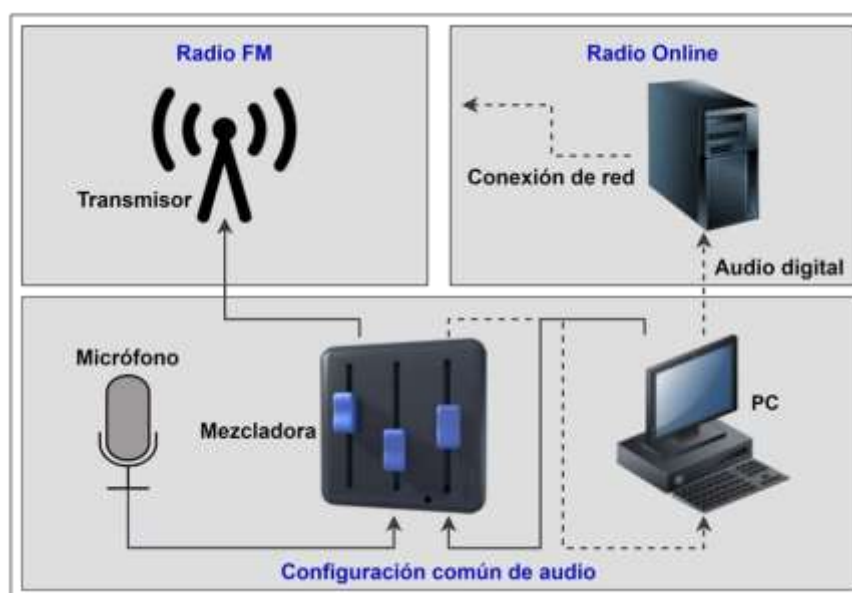 Radio FM
Radio Online
Transmisor
Conexión de red
Audio digital
Micrófono
Mezcladora
PC
Configuración común de audio